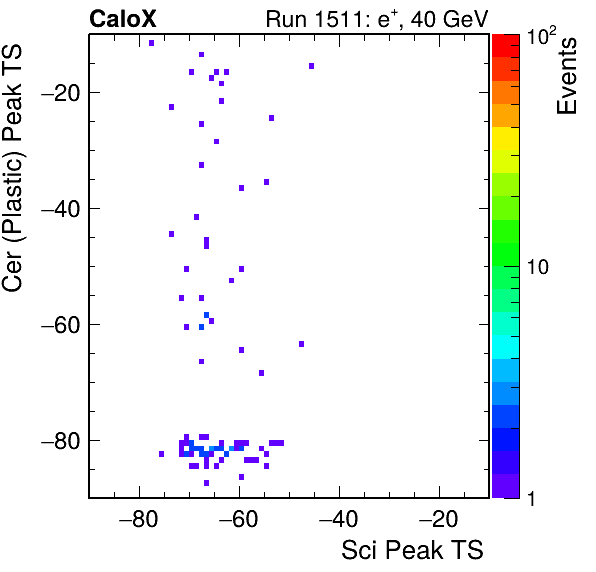 CaloX Run 1511: e⁺, 40 GeV
Cer (Plastic) Peak TS
−20
−40
−60
−80
−80 −60 −40 −20
Sci Peak TS
10²
10
1
Events